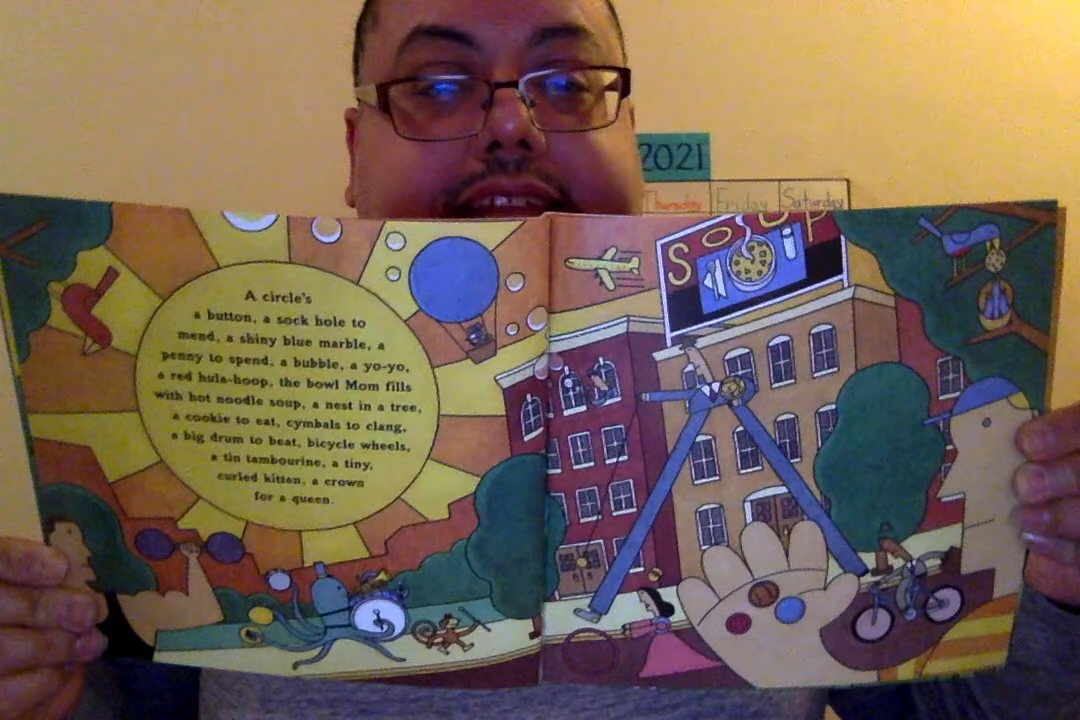 2021
Thursday Friday Saturday
Soup
A circle's
a button, a sock hole to
mend, a shiny blue marble, a
penny to spend, a bubble, a yo-yo,
a red hula-hoop, the bowl Mom fills
with hot noodle soup, a nest in a tree,
a cookie to eat, cymbals to clang,
a big drum to beat, bicycle wheels,
a tin tambourine, a tiny,
curled kitten, a crown
for a queen.